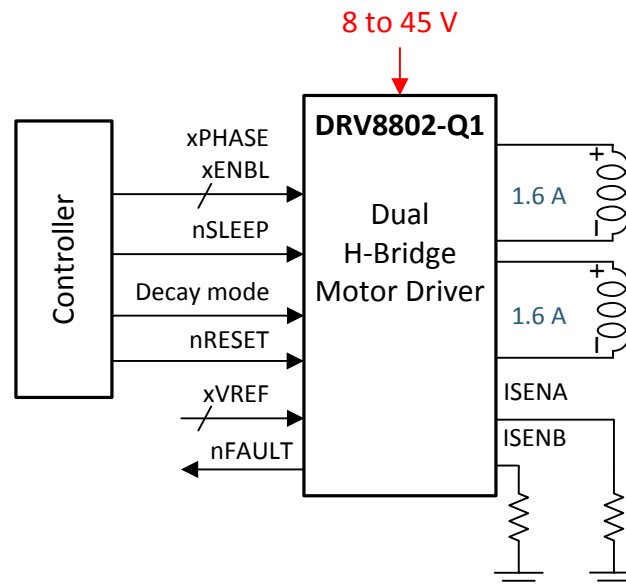 8 to 45 V
DRV8802-Q1
Controller
xPHASE
xENBL
nSLEEP
Decay mode
nRESET
xVREF
nFAULT
Dual
H-Bridge
Motor Driver
+
1.6 A
–
+
1.6 A
–
ISENA
ISENB